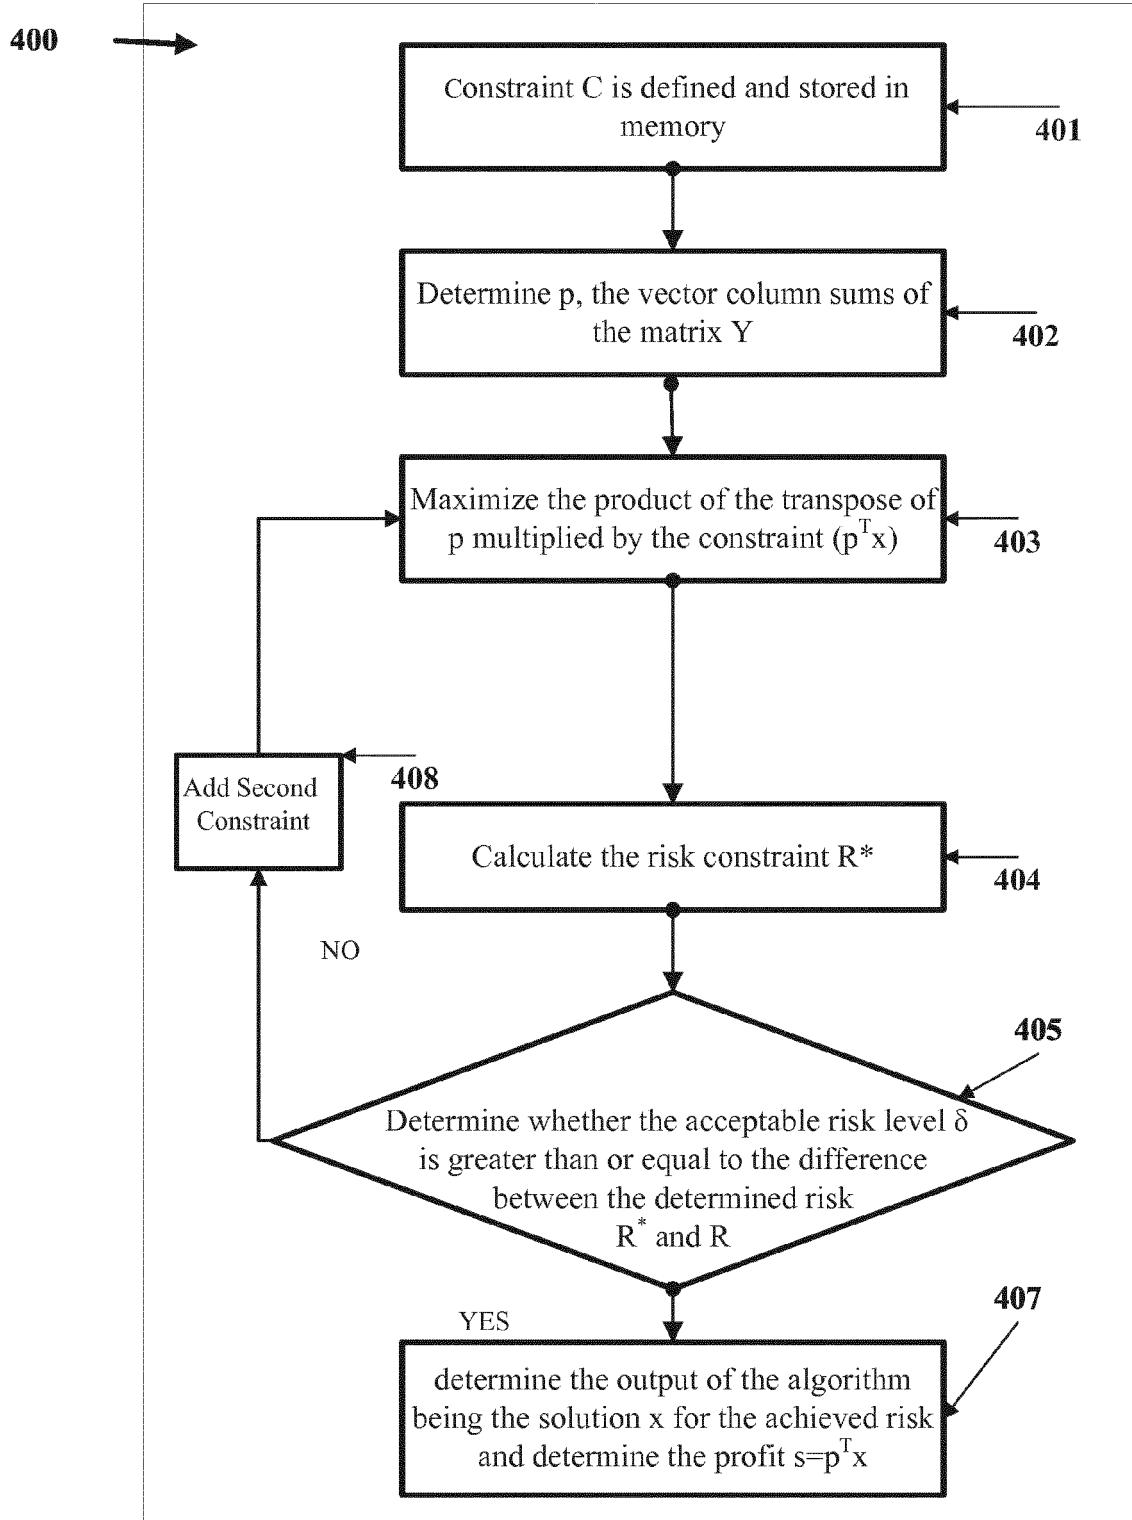 400
Constraint C is defined and stored in
memory
401
Determine p, the vector column sums of
the matrix Y
402
Maximize the product of the transpose of
p multiplied by the constraint (pᵀx)
403
Add Second
Constraint
408
Calculate the risk constraint R*
404
NO
405
Determine whether the acceptable risk level δ
is greater than or equal to the difference
between the determined risk
R* and R
YES
407
determine the output of the algorithm
being the solution x for the achieved risk
and determine the profit s=pᵀx